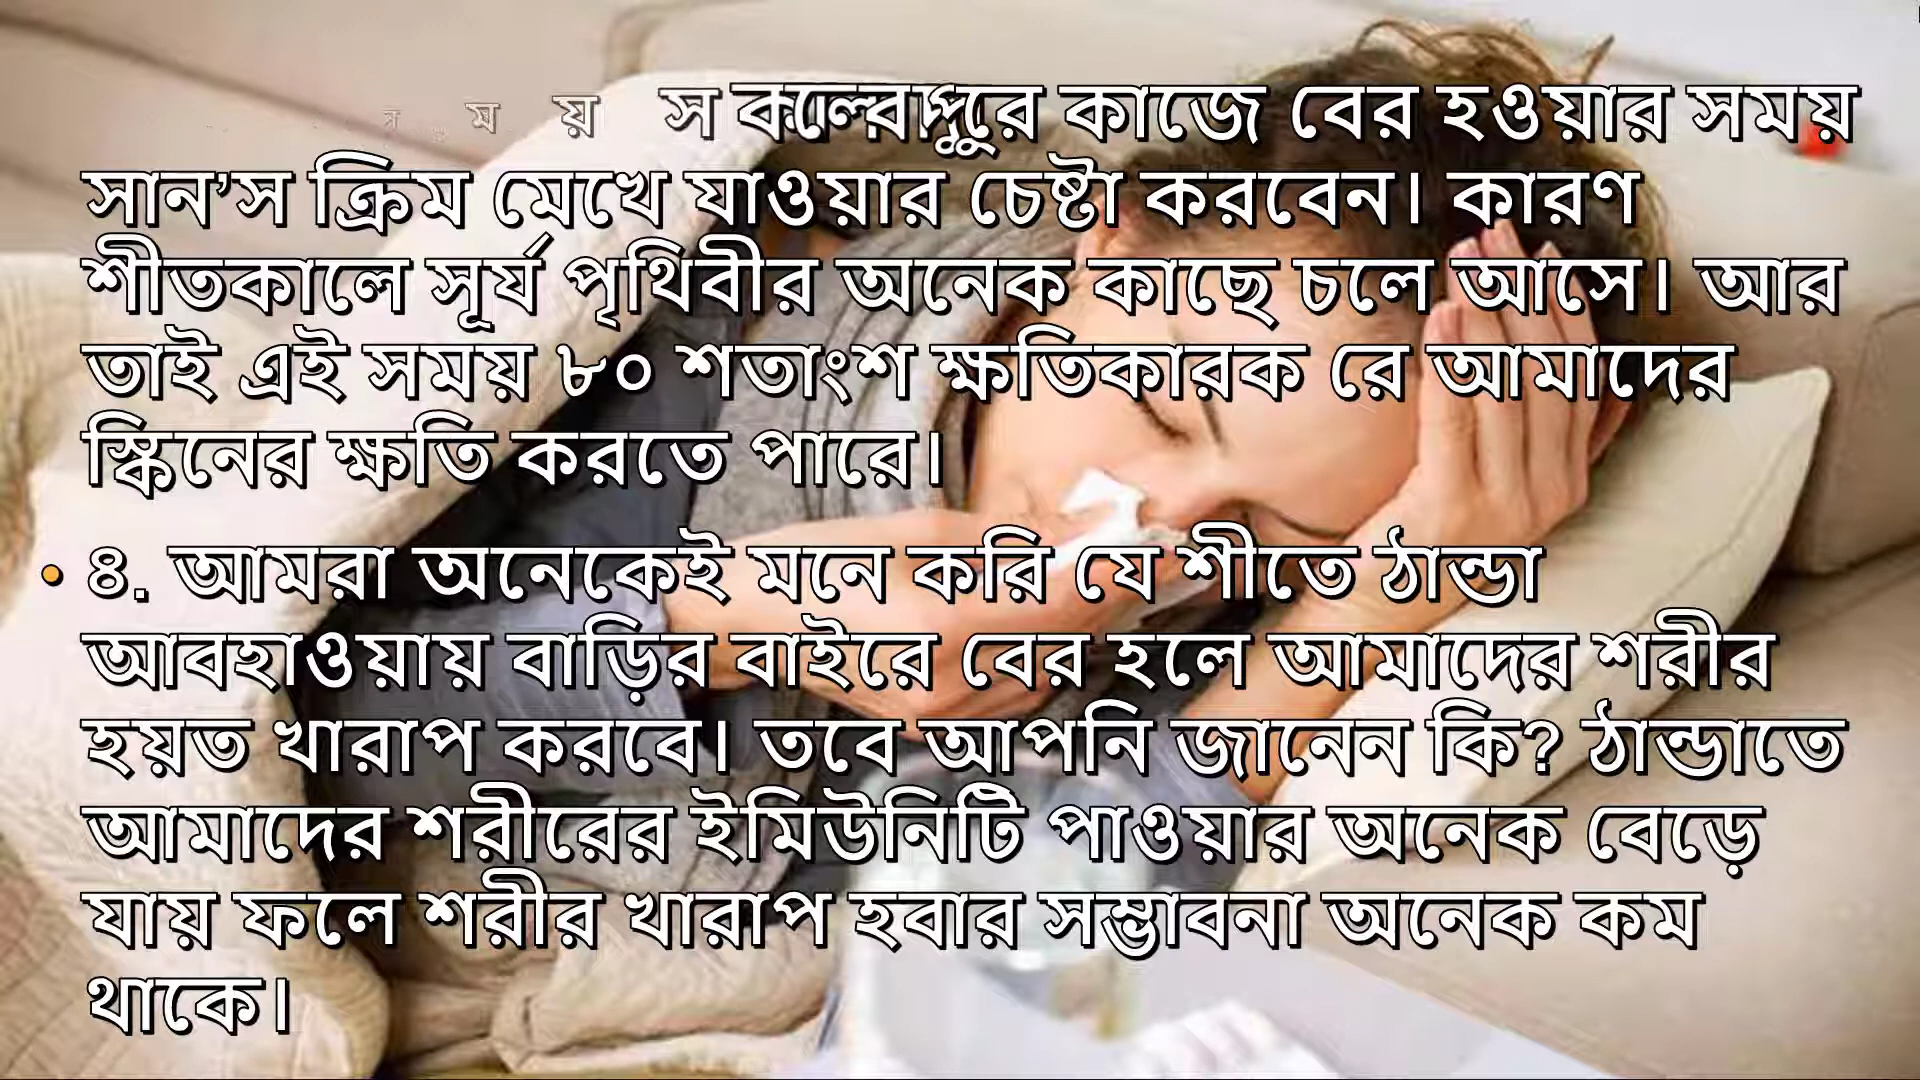 কাজে বের হওয়ার সময়
সান’স ক্রিম মেখে যাওয়ার চেষ্টা করবেন। কারণ
শীতকালে সূর্য পৃথিবীর অনেক কাছে চলে আসে। আর
তাই এই সময় ৮০ শতাংশ ক্ষতিকারক রে আমাদের
স্কিনের ক্ষতি করতে পারে।
৪. আমরা অনেকেই মনে করি যে শীতে ঠান্ডা
আবহাওয়ায় বাড়ির বাইরে বের হলে আমাদের শরীর
হয়ত খারাপ করবে। তবে আপনি জানেন কি? ঠান্ডাতে
আমাদের শরীরের ইমিউনিটি পাওয়ার অনেক বেড়ে
যায় ফলে শরীর খারাপ হবার সম্ভাবনা অনেক কম
থাকে।